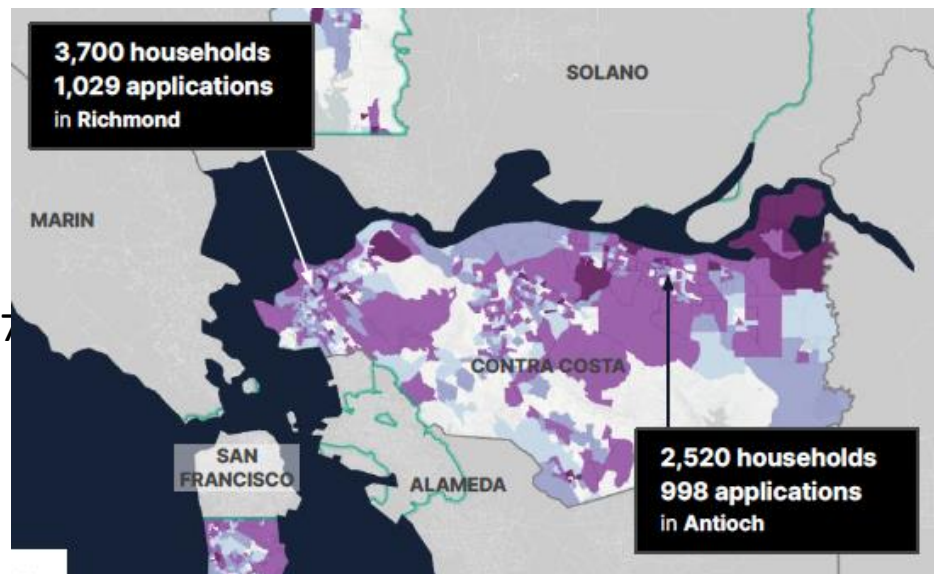 3,700 households
1,029 applications
in Richmond
SOLANO
MARIN
7
CONTRA COSTA
SAN
FRANCISCO
ALAMEDA
2,520 households
998 applications
in Antioch